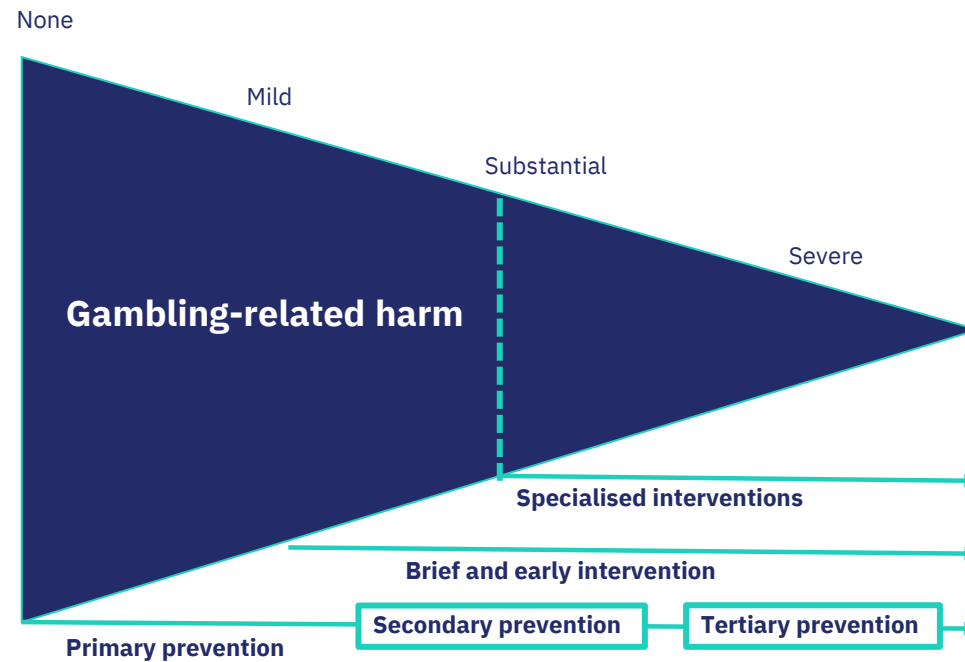 None
Mild
Substantial
Severe
Gambling-related harm
Specialised interventions
Brief and early intervention
Secondary prevention
Tertiary prevention
Primary prevention